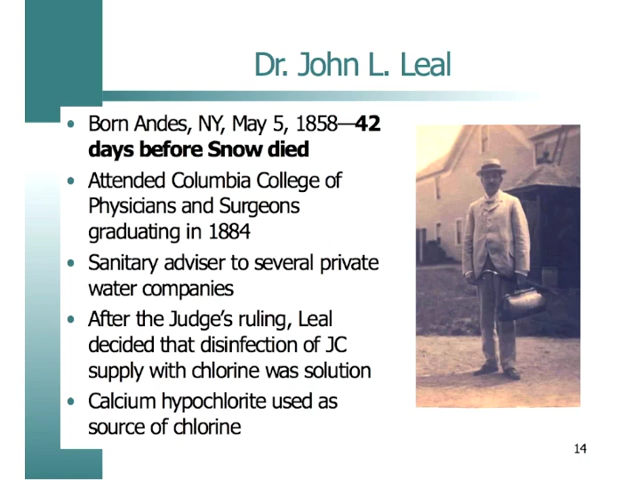 Dr. John L. Leal
• Born Andes, NY, May 5, 1858—42
days before Snow died
• Attended Columbia College of
Physicians and Surgeons
graduating in 1884
• Sanitary adviser to several private
water companies
• After the Judge's ruling, Leal
decided that disinfection of JC
supply with chlorine was solution
• Calcium hypochlorite used as
source of chlorine
14